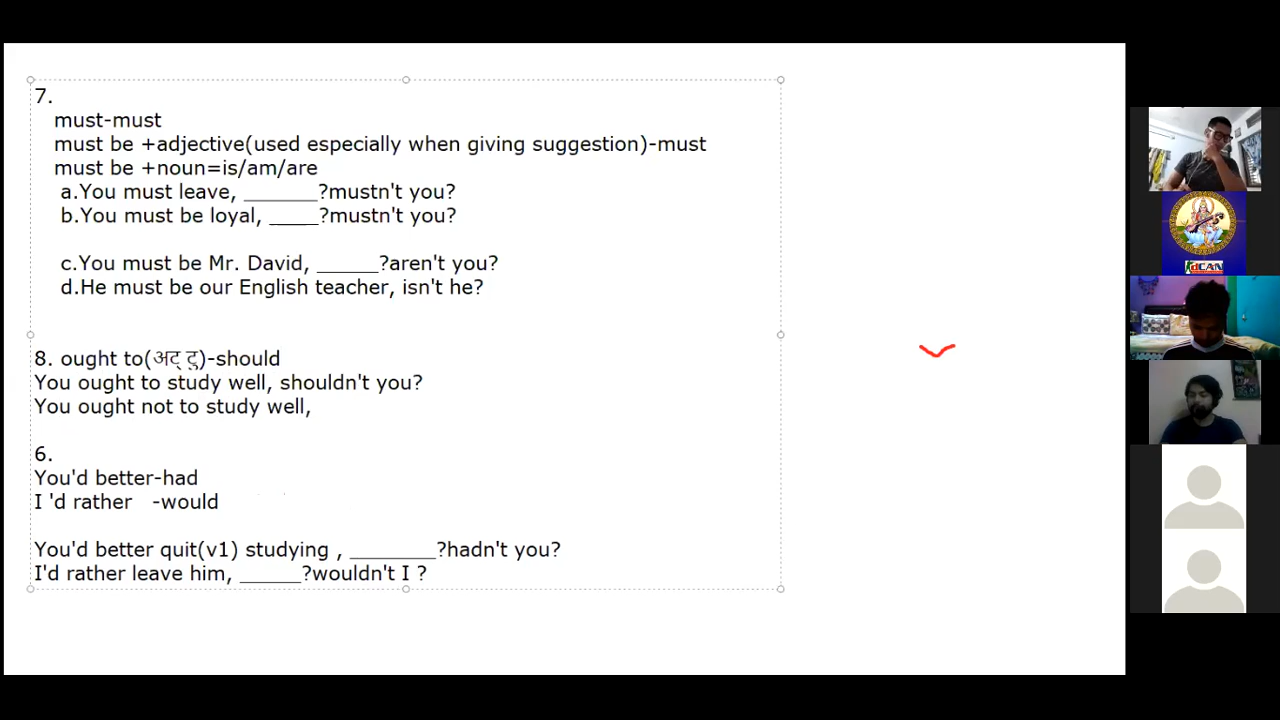 7.
must-must
must be +adjective(used especially when giving suggestion)-must
must be +noun=is/am/are
a.You must leave, _______?mustn't you?
b.You must be loyal, _____?mustn't you?
c.You must be Mr. David, ______?aren't you?
d.He must be our English teacher, isn't he?
8. ought to(अट् टु)-should
You ought to study well, shouldn't you?
You ought not to study well,
6.
You'd better-had
I 'd rather -would
You'd better quit(v1) studying , ________?hadn't you?
I'd rather leave him, ______?wouldn't I ?